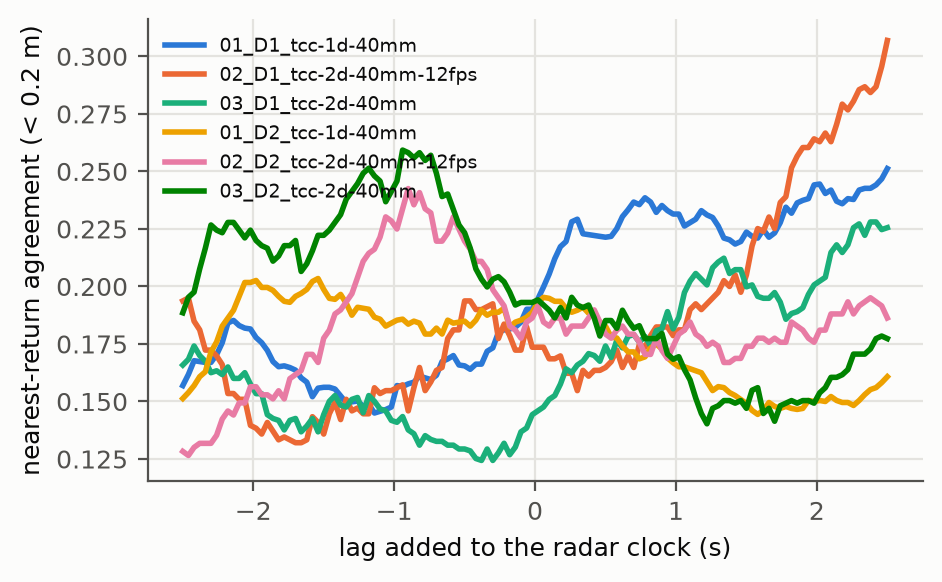 nearest-return agreement (< 0.2 m)
0.300
0.275
0.250
0.225
0.200
0.175
0.150
0.125
01_D1_tcc-1d-40mm
02_D1_tcc-2d-40mm-12fps
03_D1_tcc-2d-40mm
01_D2_tcc-1d-40mm
02_D2_tcc-2d-40mm-12fps
03_D2_tcc-2d-40mm
−2 −1 0 1 2
lag added to the radar clock (s)